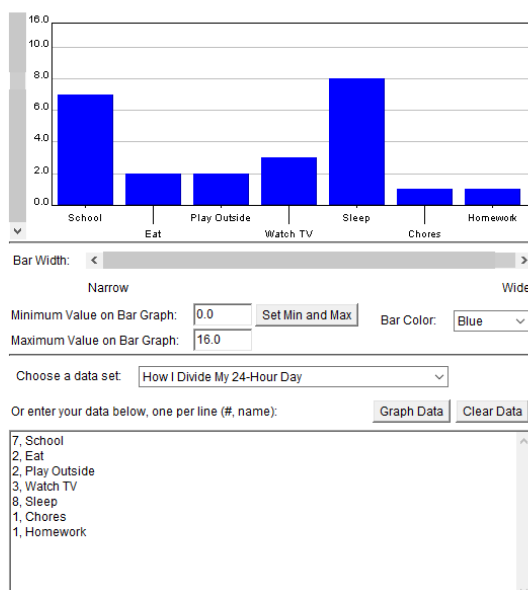 16.0
10.0
8.0
6.0
4.0
2.0
0.0
School Play Outside Sleep Homework
Eat Watch TV Chores
Bar Width:
Narrow Wide
Minimum Value on Bar Graph: 0.0 Set Min and Max
Bar Color: Blue
Maximum Value on Bar Graph: 16.0
Choose a data set: How I Divide My 24-Hour Day
Or enter your data below, one per line (#, name): Graph Data Clear Data
7, School
2, Eat
2, Play Outside
3, Watch TV
8, Sleep
1, Chores
1, Homework